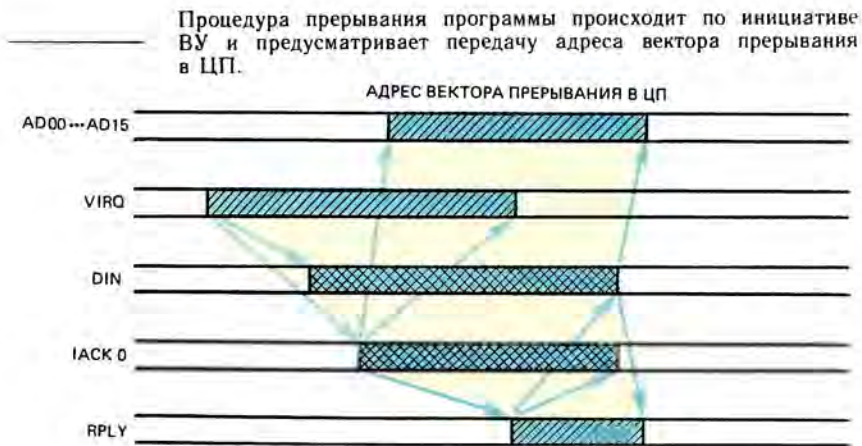 Процедура прерывания программы происходит по инициативе
ВУ и предусматривает передачу адреса вектора прерывания
в ЦП.
АДРЕС ВЕКТОРА ПРЕРЫВАНИЯ В ЦП
AD00...AD15
VIRQ
DIN
IACK 0
RPLY